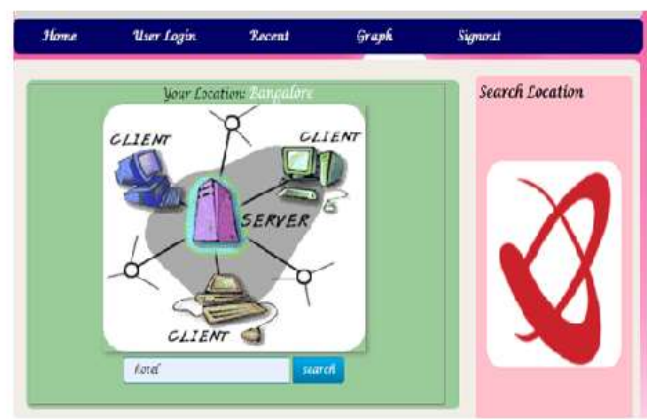 Home User Login Recent Graph Signout
Your Location: Bangalore
Search Location
CLIENT
CLIENT
SERVER
CLIENT
hotel search